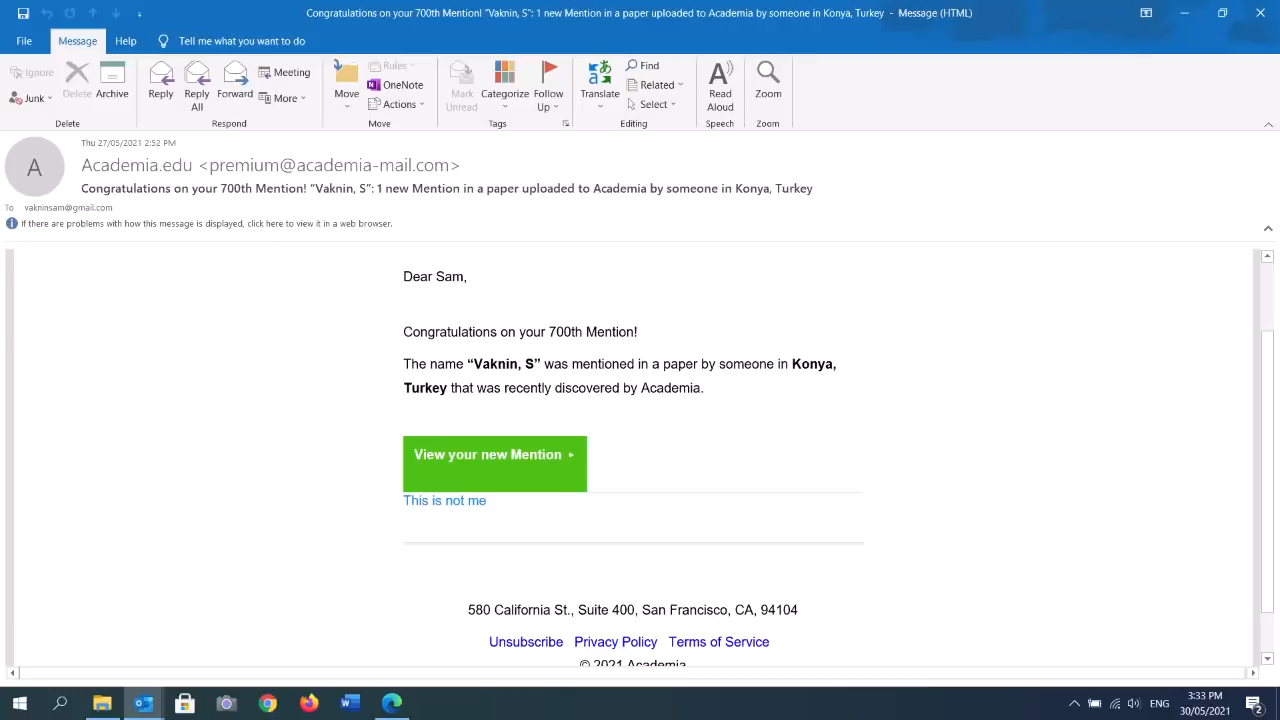 Congratulations on your 700th Mention! “Vaknin, S”: 1 new Mention in a paper uploaded to Academia by someone in Konya, Turkey - Message (HTML)
File Message Help Tell me what you want to do
Ignore
Junk
Delete
Archive
Delete
Reply
Reply All
Forward
Meeting
More
Respond
Move
Rules
OneNote
Actions
Move
Mark Unread
Categorize
Follow Up
Tags
Translate
Find
Related
Select
Editing
Read Aloud
Speech
Zoom
Zoom
Thu 27/05/2021 2:52 PM
A
Academia.edu <premium@academia-mail.com>
Congratulations on your 700th Mention! “Vaknin, S”: 1 new Mention in a paper uploaded to Academia by someone in Konya, Turkey
To vakninsam@gmail.com
If there are problems with how this message is displayed, click here to view it in a web browser.
Dear Sam,
Congratulations on your 700th Mention!
The name “Vaknin, S” was mentioned in a paper by someone in Konya,
Turkey that was recently discovered by Academia.
View your new Mention
This is not me
580 California St., Suite 400, San Francisco, CA, 94104
Unsubscribe Privacy Policy Terms of Service
© 2021 Academia
ENG
3:33 PM
30/05/2021
2